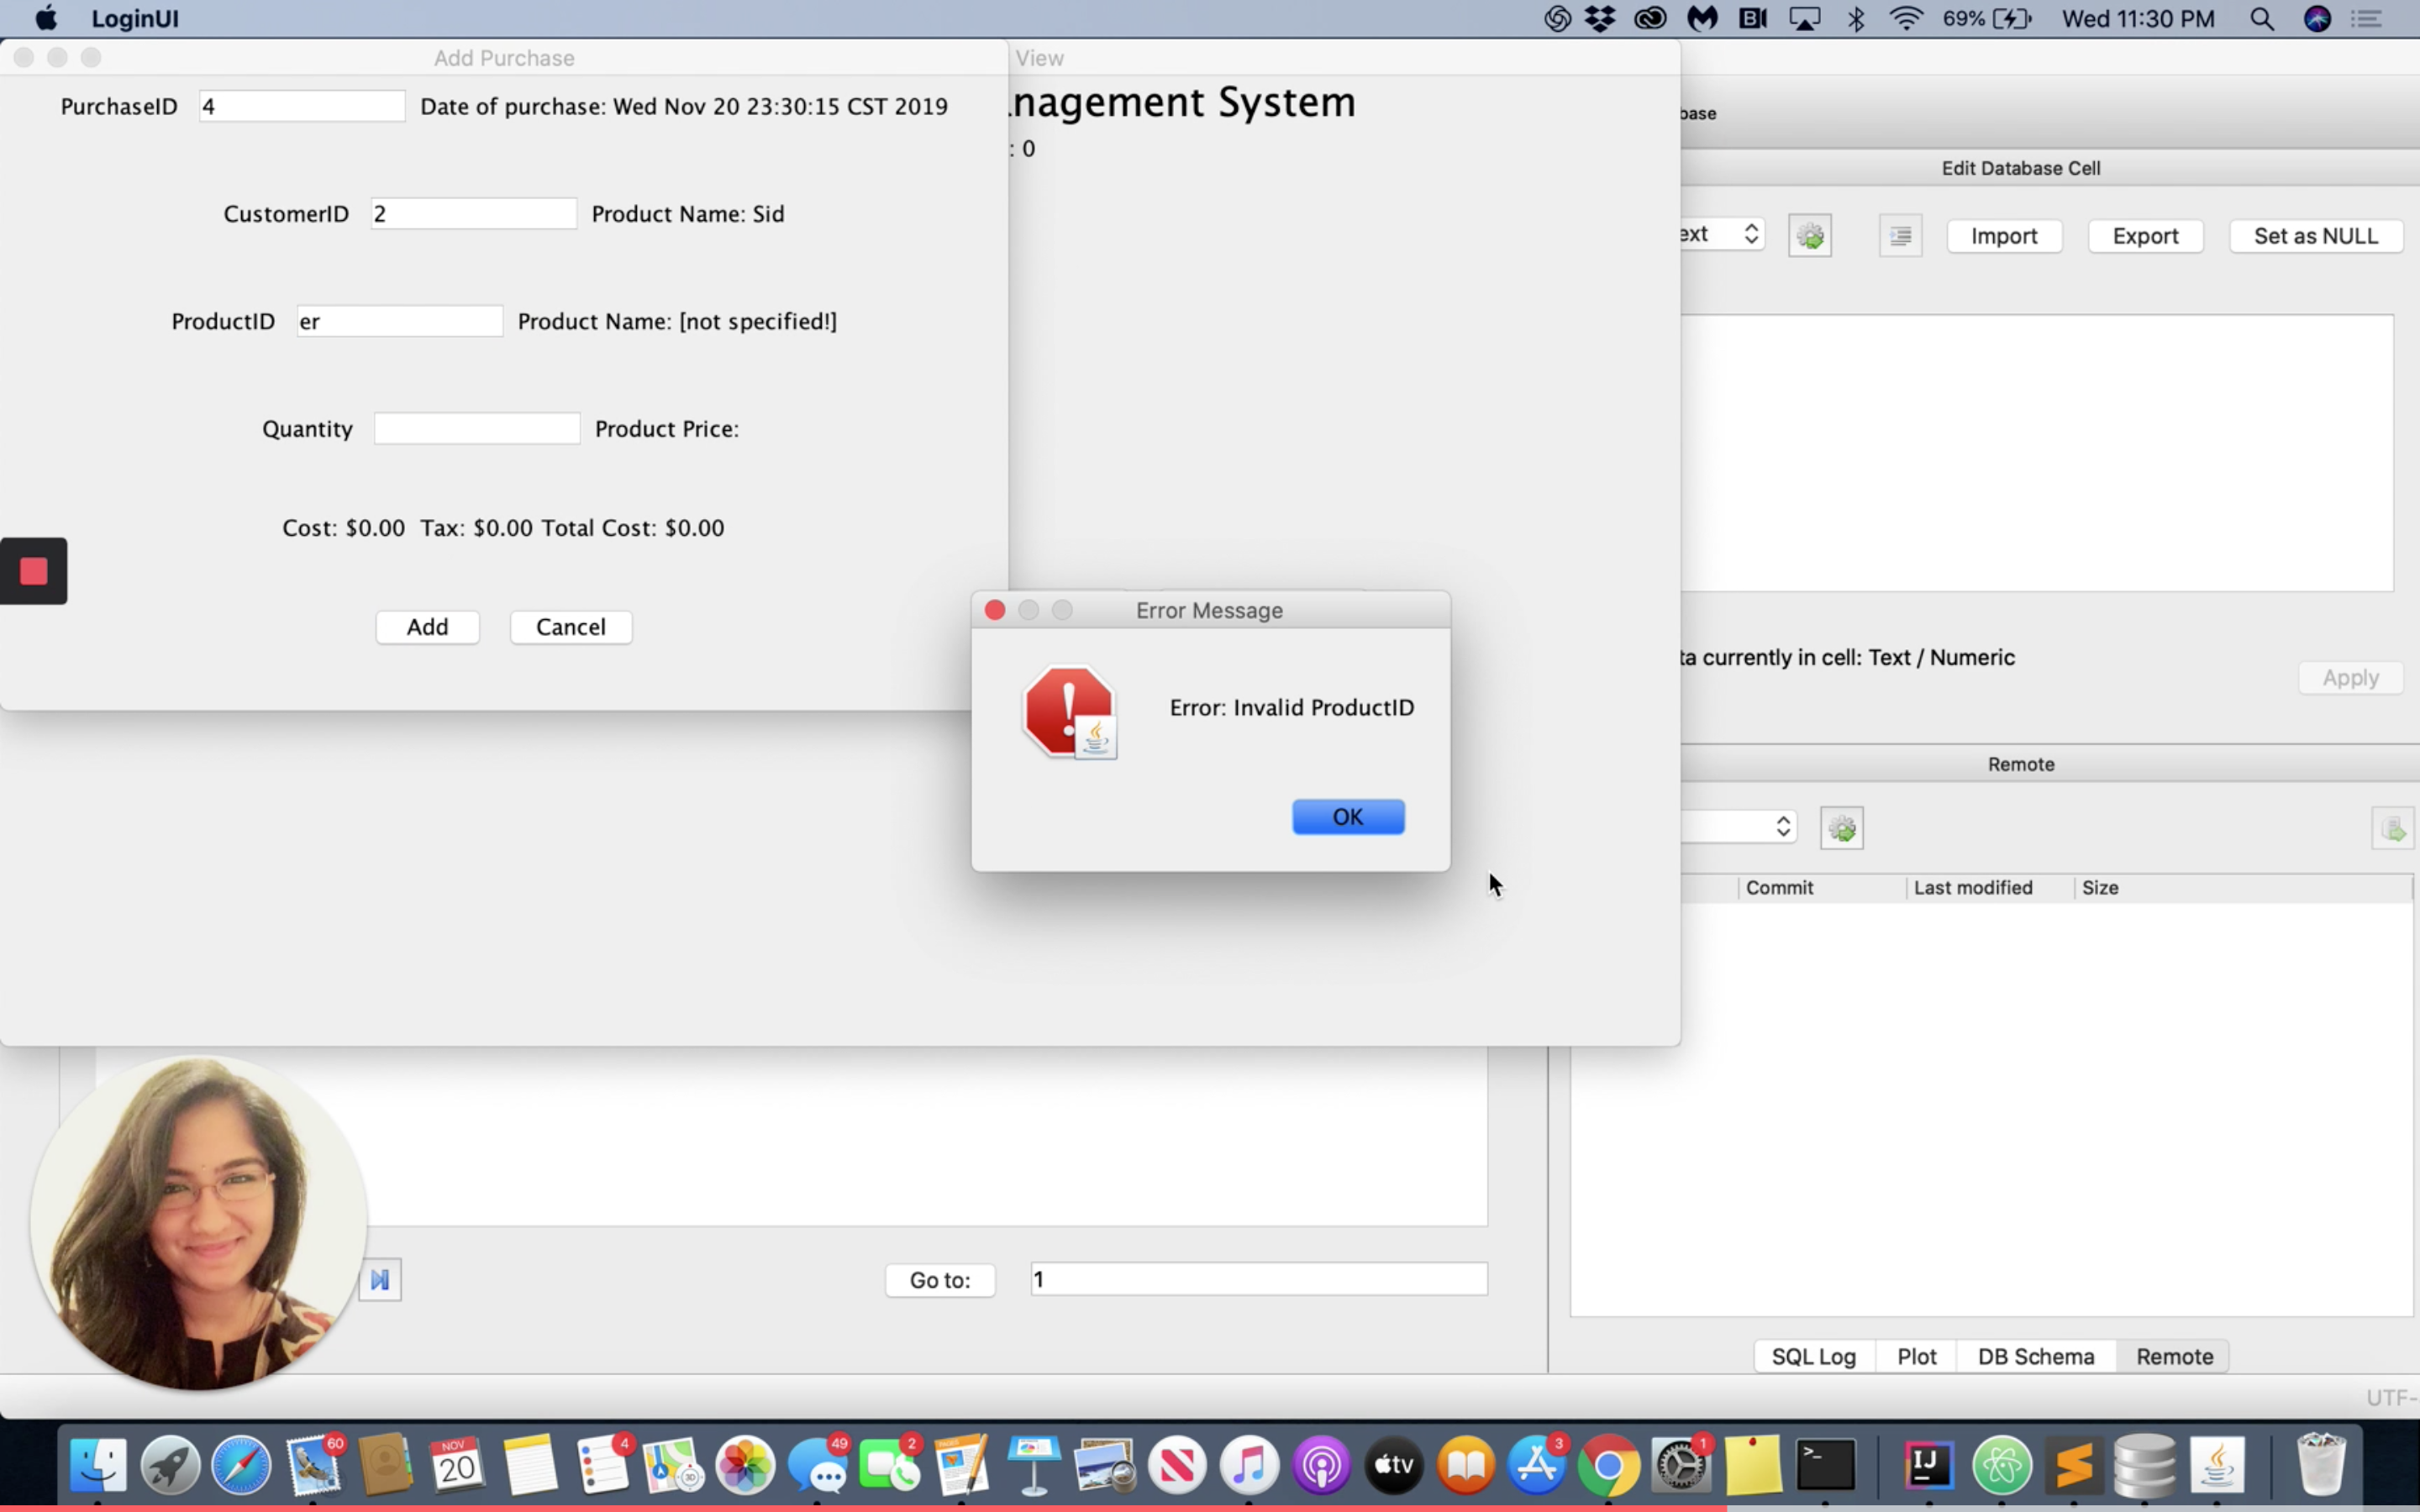 LoginUI
69%
Wed 11:30 PM
Add Purchase
View
PurchaseID 4 Date of purchase: Wed Nov 20 23:30:15 CST 2019
nagement System
: 0
CustomerID 2 Product Name: Sid
ProductID er Product Name: [not specified!]
Quantity Product Price:
Cost: $0.00 Tax: $0.00 Total Cost: $0.00
Add Cancel
Error Message
Error: Invalid ProductID
OK
base
Edit Database Cell
ext
Import Export Set as NULL
ta currently in cell: Text / Numeric
Apply
Remote
Commit Last modified Size
Go to: 1
SQL Log Plot DB Schema Remote
UTF-
60
NOV
20
4
3D
49
2
tv
3
1
>_
IJ